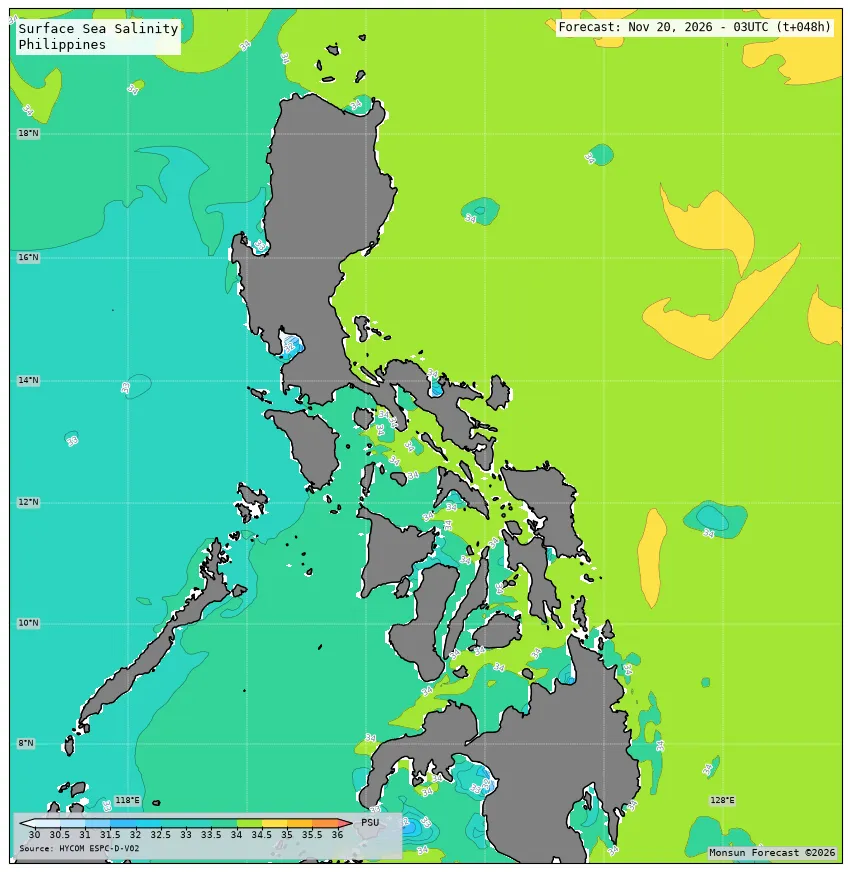 Surface Sea Salinity
Philippines
Forecast: Nov 20, 2026 - 03UTC (t+048h)
18°N
16°N
14°N
12°N
10°N
8°N
118°E
128°E
30 30.5 31 31.5 32 32.5 33 33.5 34 34.5 35 35.5 36 PSU
Source: HYCOM ESPC-D-V02
Monsun Forecast ©2026